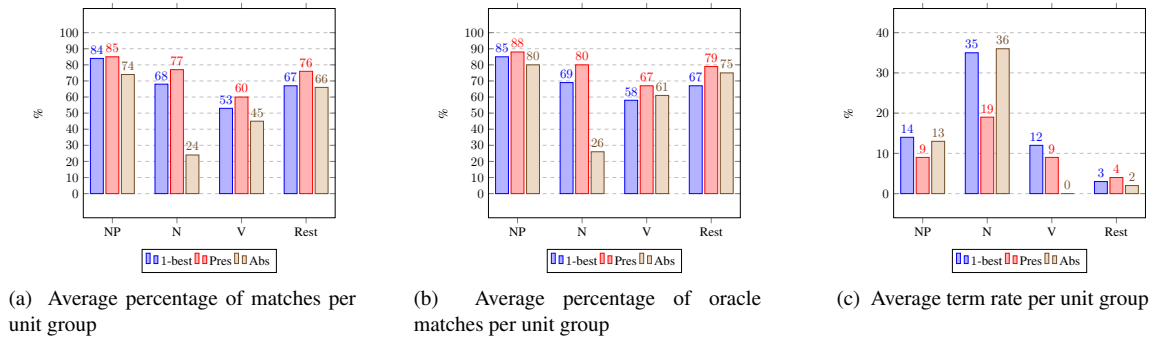 100
90
80
70
60
50
40
30
20
10
0
%
84 85 74
68 77 24
53 60 45
67 76 66
NP N V Rest
1-best Pres Abs
(a) Average percentage of matches per
unit group
100
90
80
70
60
50
40
30
20
10
0
%
85 88 80
69 80 26
58 67 61
67 79 75
NP N V Rest
1-best Pres Abs
(b) Average percentage of oracle
matches per unit group
40
30
20
10
0
%
14 9 13
35 19 36
12 9 0
3 4 2
NP N V Rest
1-best Pres Abs
(c) Average term rate per unit group